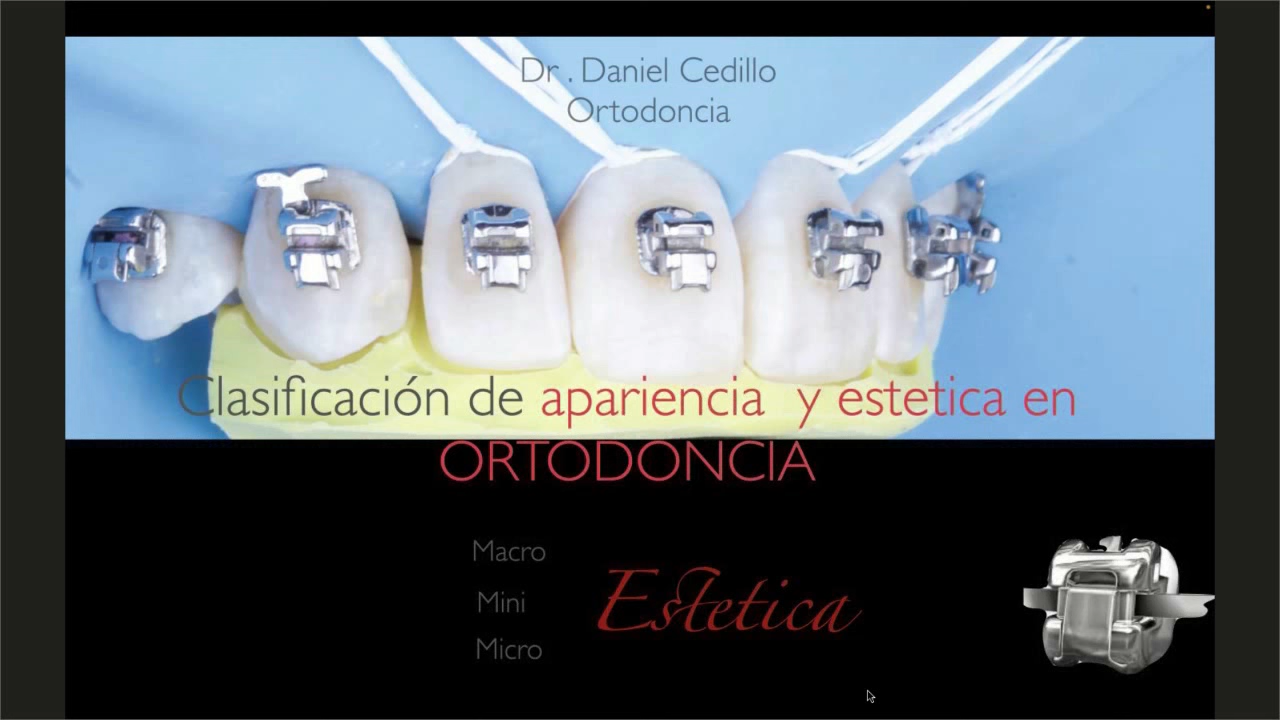 Dr . Daniel Cedillo
Ortodoncia
Clasificación de apariencia y estetica en
ORTODONCIA
Macro
Mini
Estetica
Micro